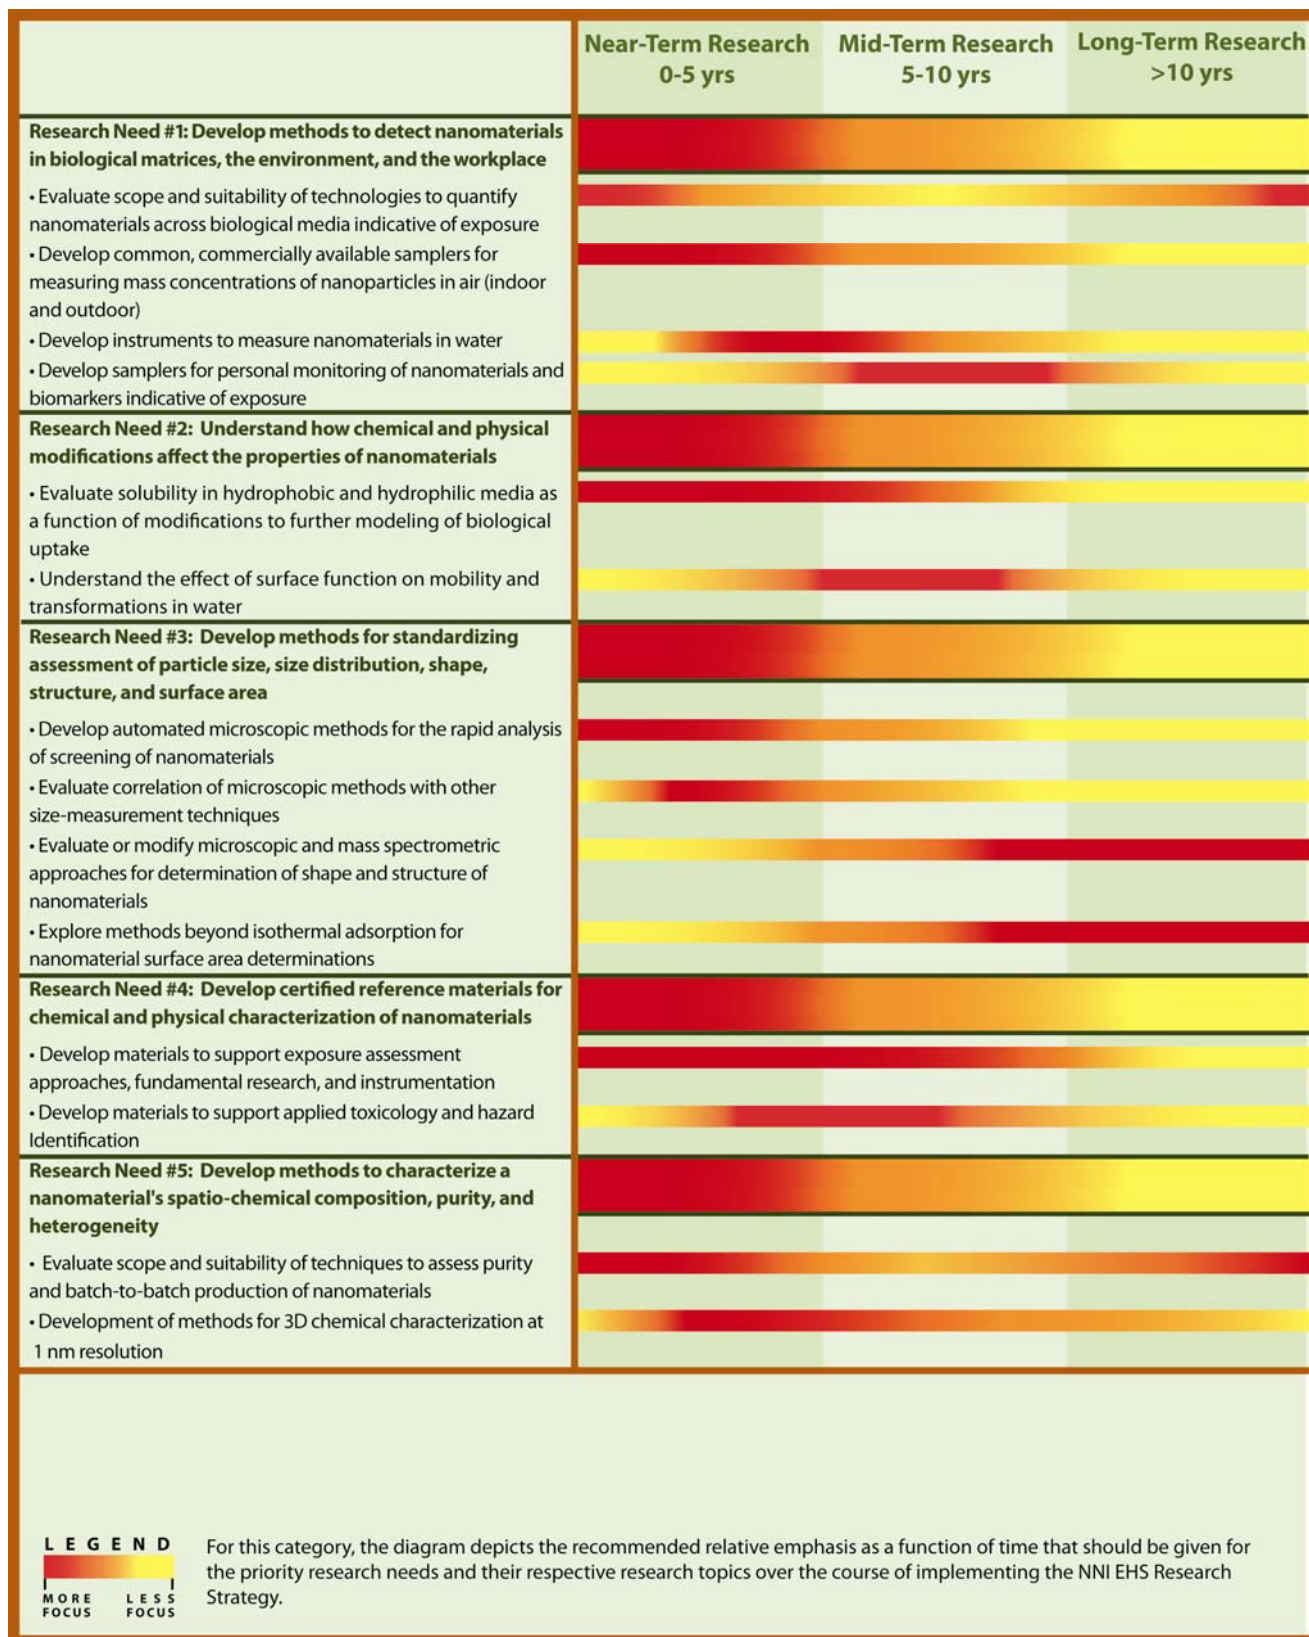 Near-Term Research Mid-Term Research Long-Term Research
0-5 yrs 5-10 yrs >10 yrs
Research Need #1: Develop methods to detect nanomaterials
in biological matrices, the environment, and the workplace
• Evaluate scope and suitability of technologies to quantify
nanomaterials across biological media indicative of exposure
• Develop common, commercially available samplers for
measuring mass concentrations of nanoparticles in air (indoor
and outdoor)
• Develop instruments to measure nanomaterials in water
• Develop samplers for personal monitoring of nanomaterials and
biomarkers indicative of exposure
Research Need #2: Understand how chemical and physical
modifications affect the properties of nanomaterials
• Evaluate solubility in hydrophobic and hydrophilic media as
a function of modifications to further modeling of biological
uptake
• Understand the effect of surface function on mobility and
transformations in water
Research Need #3: Develop methods for standardizing
assessment of particle size, size distribution, shape,
structure, and surface area
• Develop automated microscopic methods for the rapid analysis
of screening of nanomaterials
• Evaluate correlation of microscopic methods with other
size-measurement techniques
• Evaluate or modify microscopic and mass spectrometric
approaches for determination of shape and structure of
nanomaterials
• Explore methods beyond isothermal adsorption for
nanomaterial surface area determinations
Research Need #4: Develop certified reference materials for
chemical and physical characterization of nanomaterials
• Develop materials to support exposure assessment
approaches, fundamental research, and instrumentation
• Develop materials to support applied toxicology and hazard
Identification
Research Need #5: Develop methods to characterize a
nanomaterial's spatio-chemical composition, purity, and
heterogeneity
• Evaluate scope and suitability of techniques to assess purity
and batch-to-batch production of nanomaterials
• Development of methods for 3D chemical characterization at
1 nm resolution
LEGEND
MORE LESS
FOCUS FOCUS
For this category, the diagram depicts the recommended relative emphasis as a function of time that should be given for
the priority research needs and their respective research topics over the course of implementing the NNI EHS Research
Strategy.